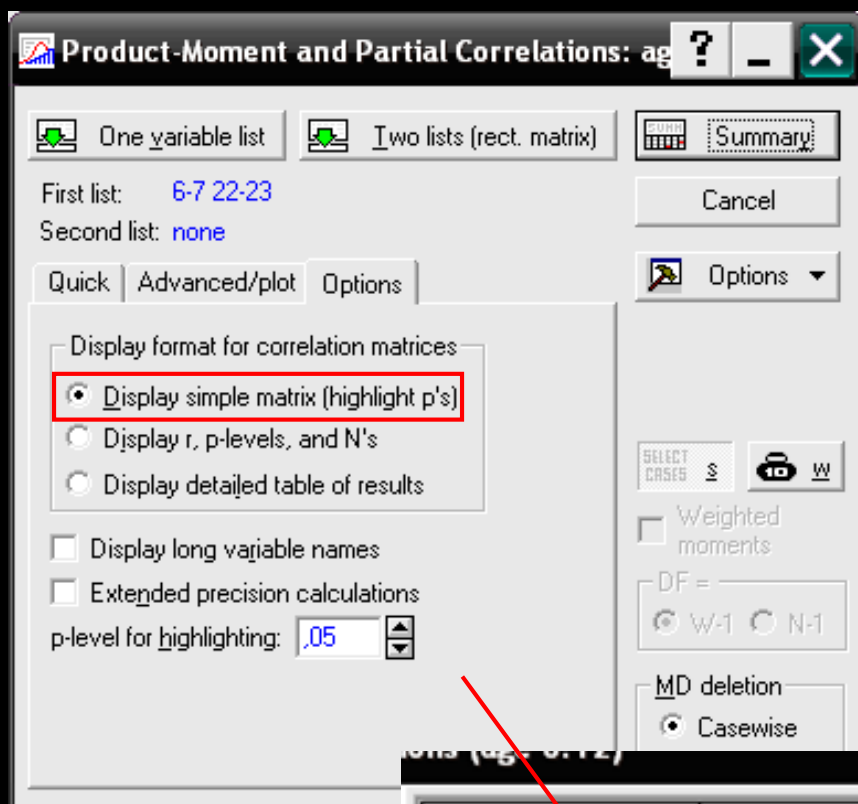 Product-Moment and Partial Correlations: ag ? _ X
One variable list
Two lists (rect. matrix)
SUMM Summary
First list: 6-7 22-23
Second list: none
Cancel
Quick
Advanced/plot
Options
Options
Display format for correlation matrices
Display simple matrix (highlight p's)
Display r, p-levels, and N's
Display detailed table of results
SELECT CASES S
W
Weighted moments
Display long variable names
Extended precision calculations
p-level for highlighting: ,05
DF =
W-1 N-1
MD deletion
Casewise